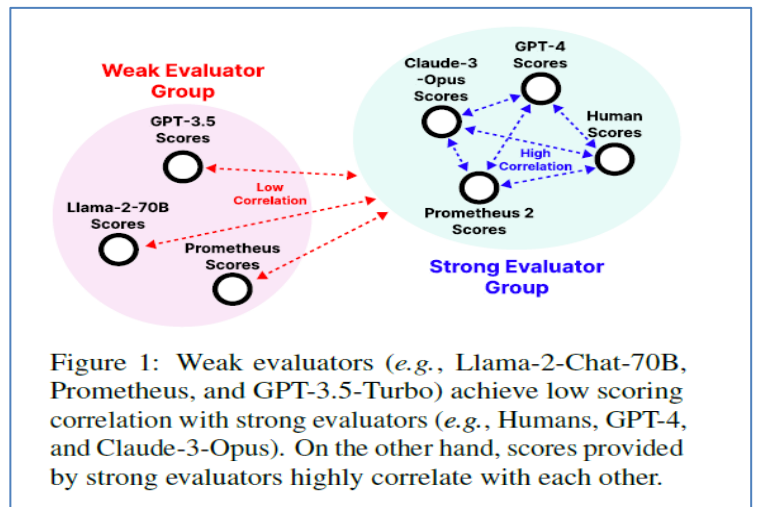 Weak Evaluator
Group
GPT-3.5
Scores
Llama-2-70B
Scores
Prometheus
Scores
Low
Correlation
Claude-3
-Opus
Scores
GPT-4
Scores
Human
Scores
High
Correlation
Prometheus 2
Scores
Strong Evaluator
Group
Figure 1: Weak evaluators (e.g., Llama-2-Chat-70B,
Prometheus, and GPT-3.5-Turbo) achieve low scoring
correlation with strong evaluators (e.g., Humans, GPT-4,
and Claude-3-Opus). On the other hand, scores provided
by strong evaluators highly correlate with each other.